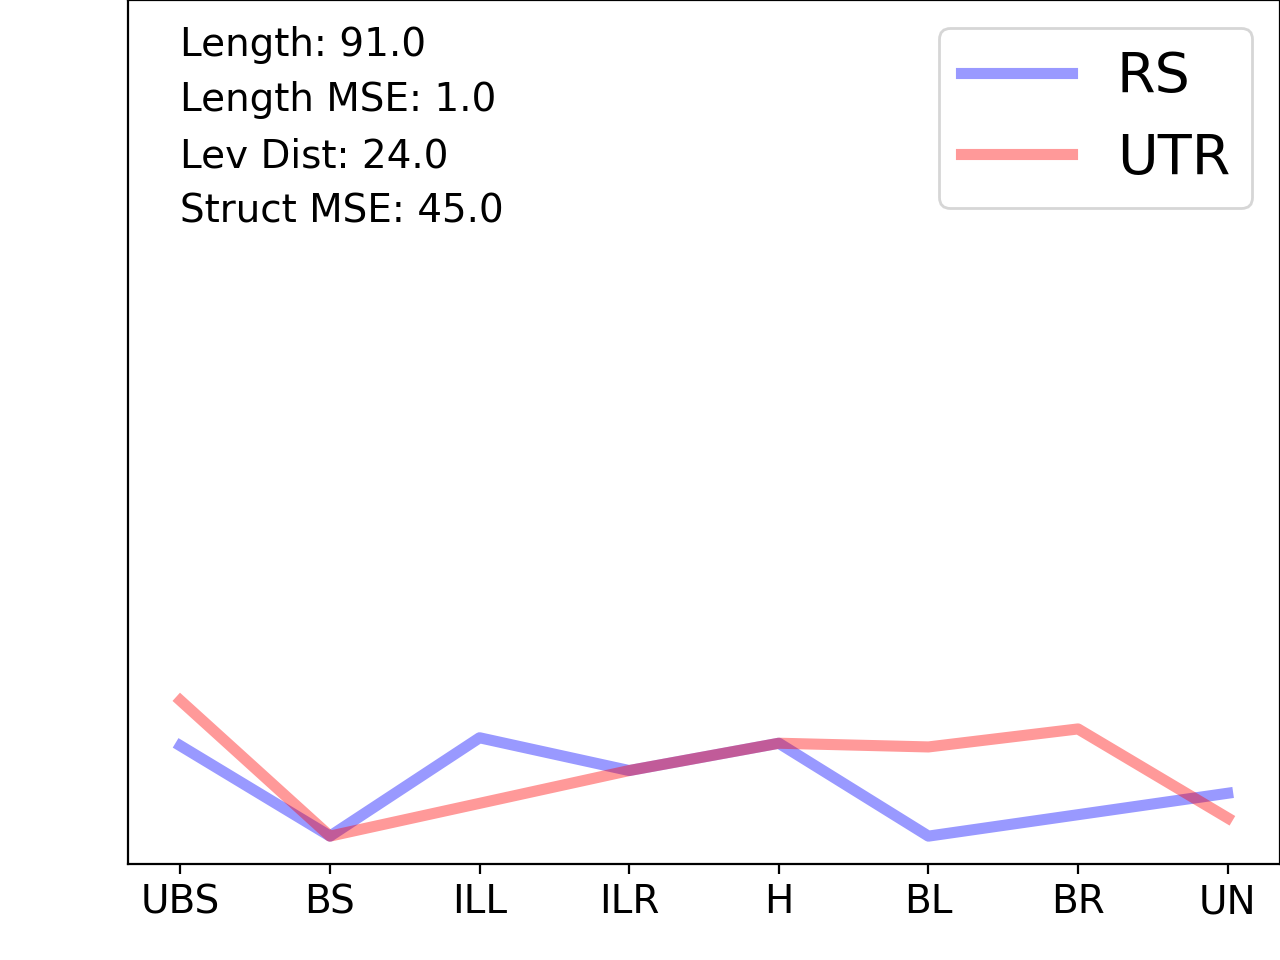 Length: 91.0
Length MSE: 1.0
Lev Dist: 24.0
Struct MSE: 45.0
RS
UTR
UBS BS ILL ILR H BL BR UN